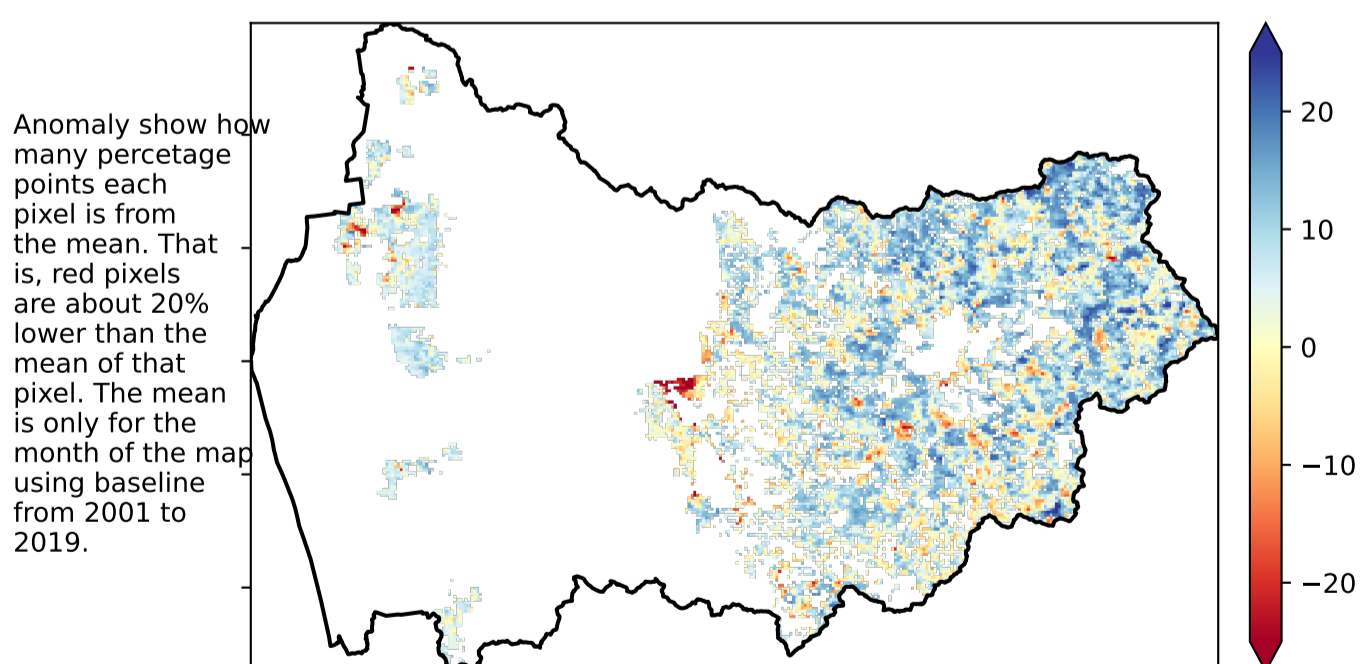 Anomaly show how
many percetage
points each
pixel is from
the mean. That
is, red pixels
are about 20%
lower than the
mean of that
pixel. The mean
is only for the
month of the map
using baseline
from 2001 to
2019.
20
10
0
−10
−20